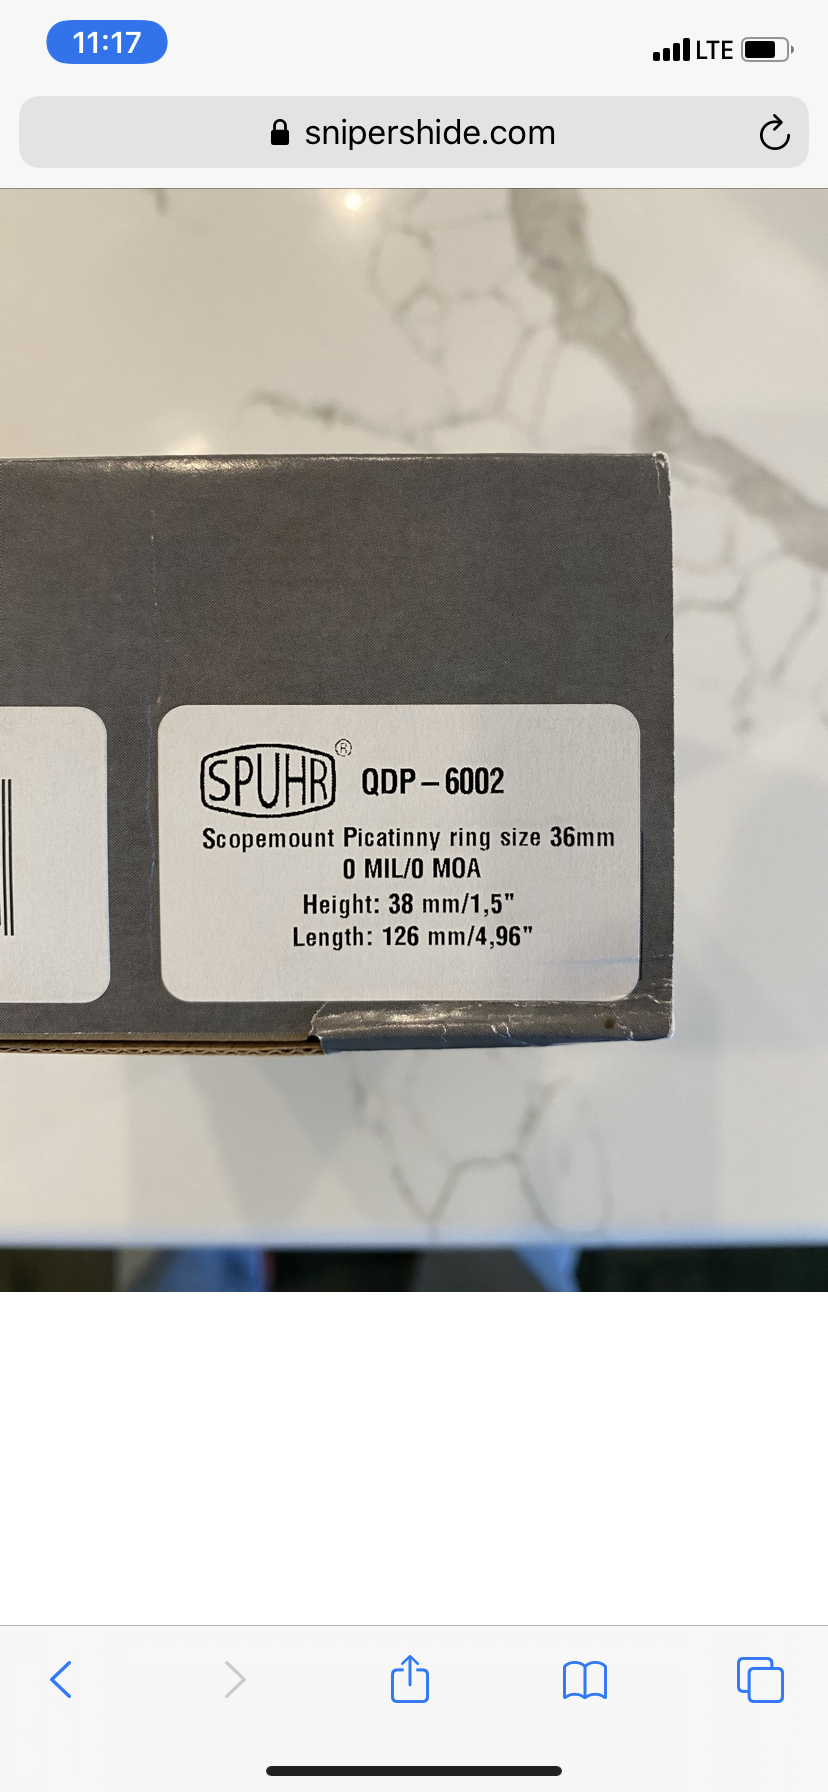 11:17
LTE
snipershide.com
SPUHR ® QDP – 6002
Scopemount Picatinny ring size 36mm
0 MIL/0 MOA
Height: 38 mm/1,5"
Length: 126 mm/4,96"